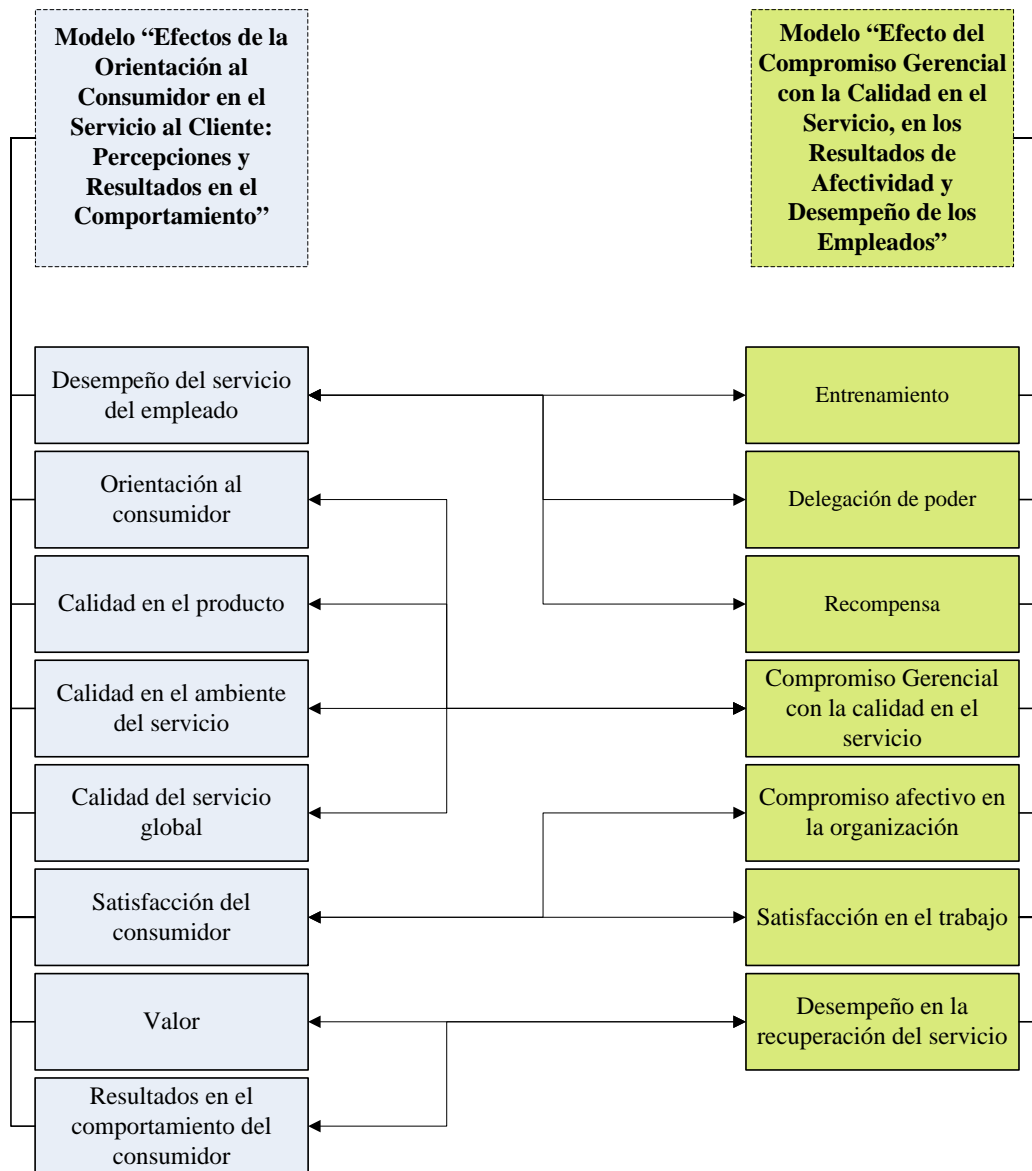 Modelo “Efectos de la
Orientación al
Consumidor en el
Servicio al Cliente:
Percepciones y
Resultados en el
Comportamiento”
Modelo “Efecto del
Compromiso Gerencial
con la Calidad en el
Servicio, en los
Resultados de
Afectividad y
Desempeño de los
Empleados”
Desempeño del servicio
del empleado
Entrenamiento
Orientación al
consumidor
Delegación de poder
Calidad en el producto
Recompensa
Calidad en el ambiente
del servicio
Compromiso Gerencial
con la calidad en el
servicio
Calidad del servicio
global
Compromiso afectivo en
la organización
Satisfacción del
consumidor
Satisfacción en el trabajo
Valor
Desempeño en la
recuperación del servicio
Resultados en el
comportamiento del
consumidor